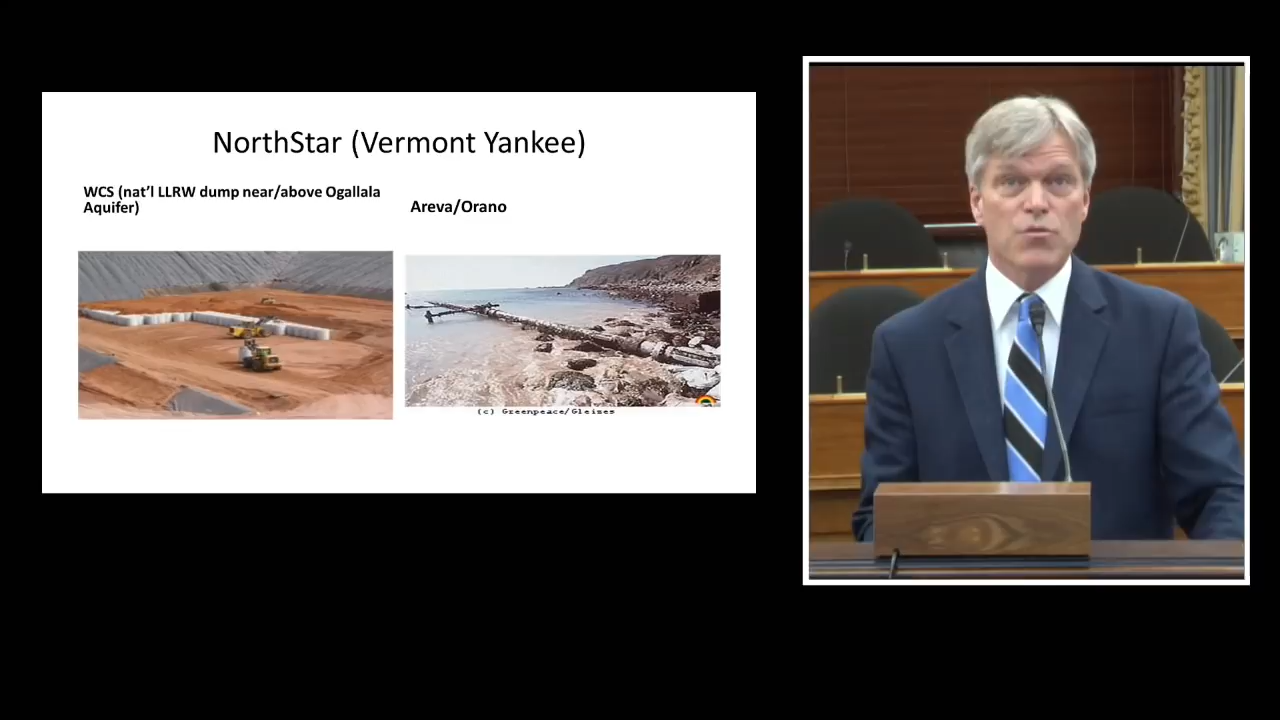 NorthStar (Vermont Yankee)
WCS (nat’l LLRW dump near/above Ogallala
Aquifer)
Areva/Orano
(c) Greenpeace/Gleizes